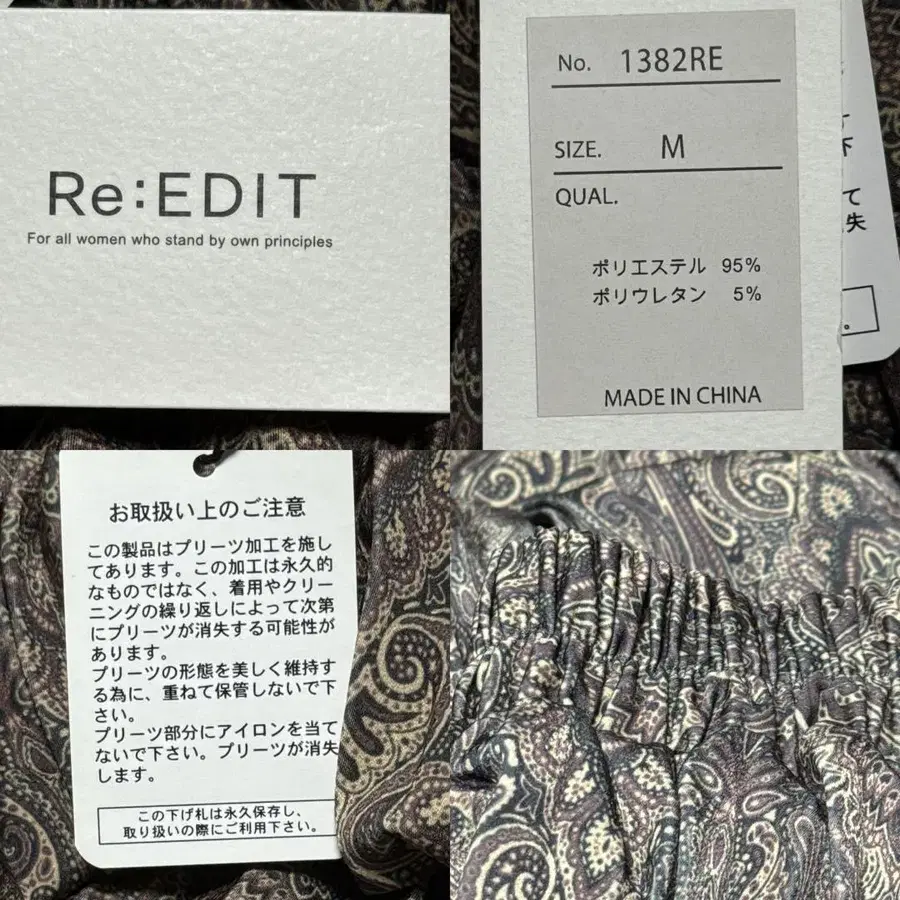 Re:EDIT
For all women who stand by own principles
No. 1382RE
SIZE. M
QUAL.
ポリエステル 95%
ポリウレタン 5%
MADE IN CHINA
下
て
失
。
お取扱い上のご注意
この製品はプリーツ加工を施し
てあります。この加工は永久的
なものではなく、着用やクリー
ニングの繰り返しによって次第
にプリーツが消失する可能性が
あります。
プリーツの形態を美しく維持す
る為に、重ねて保管しないで下
さい。
プリーツ部分にアイロンを当て
ないで下さい。プリーツが消失
します。
この下げ札は永久保存し、
取り扱いの際にご利用下さい。